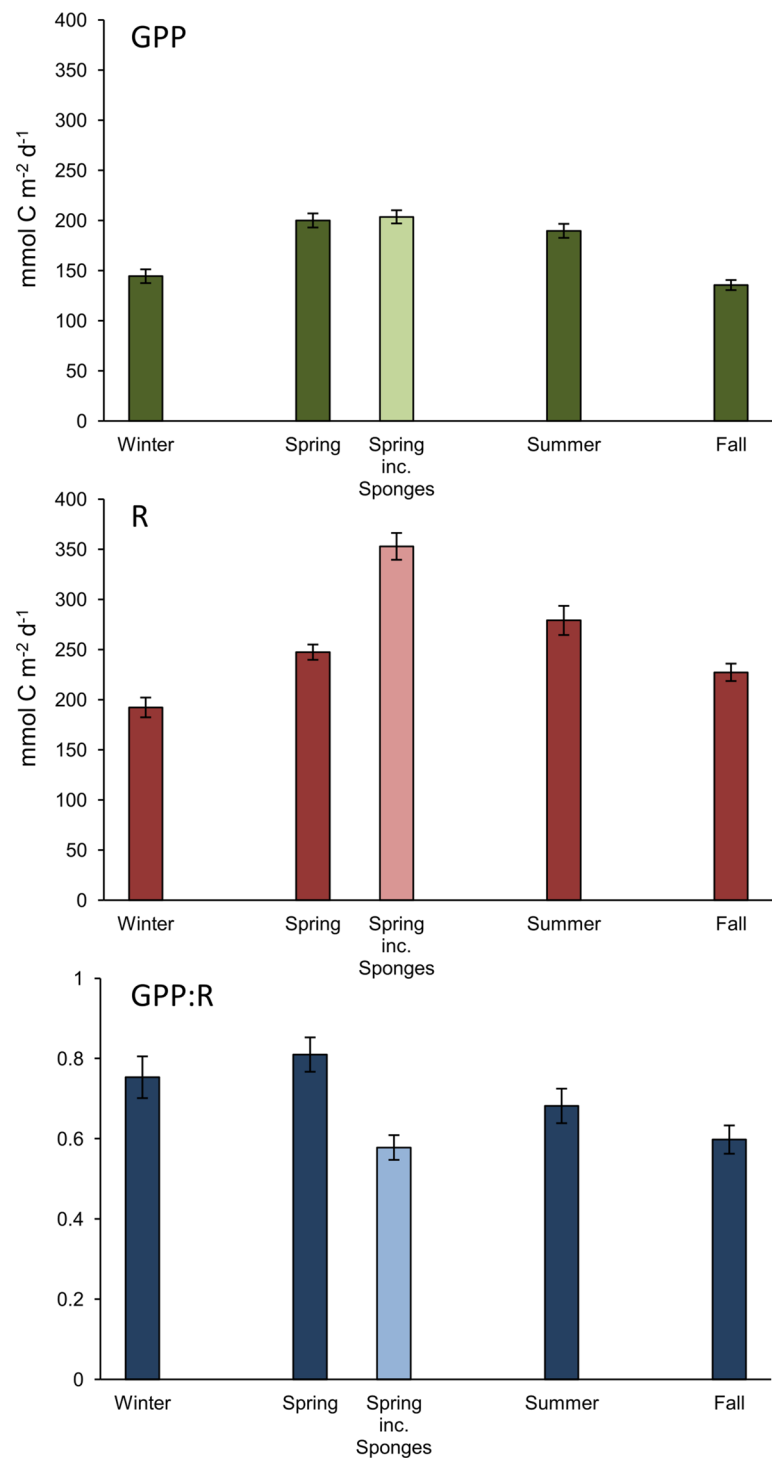 GPP
400
350
300
250
200
150
100
50
0
mmol C m-2 d-1
Winter
Spring
Spring
inc.
Sponges
Summer
Fall
R
400
350
300
250
200
150
100
50
0
mmol C m-2 d-1
Winter
Spring
Spring
inc.
Sponges
Summer
Fall
GPP:R
1
0.8
0.6
0.4
0.2
0
Winter
Spring
Spring
inc.
Sponges
Summer
Fall